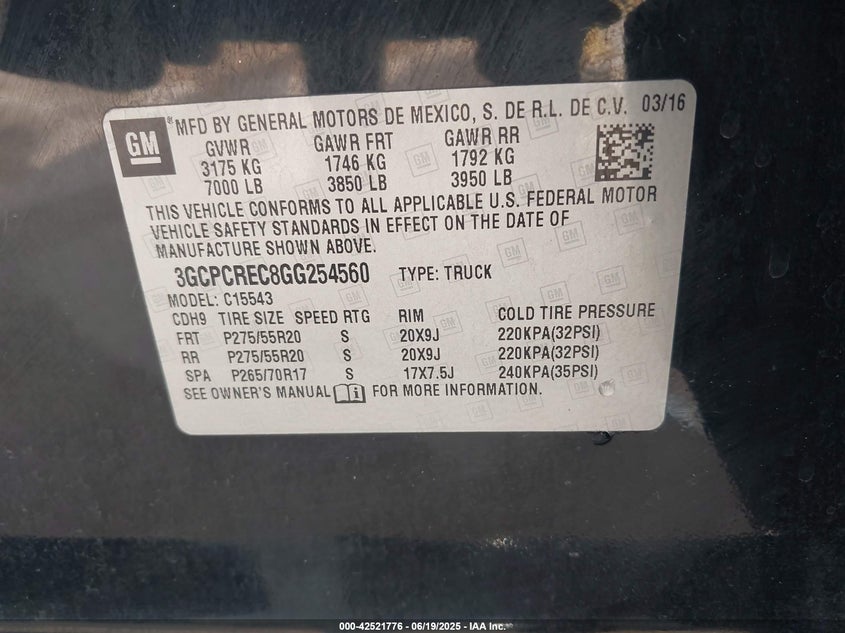 GM ®MFD BY GENERAL MOTORS DE MEXICO, S. DE R.L. DE C.V. 03/16
GVWR GAWR FRT GAWR RR
3175 KG 1746 KG 1792 KG
7000 LB 3850 LB 3950 LB
THIS VEHICLE CONFORMS TO ALL APPLICABLE U.S. FEDERAL MOTOR
VEHICLE SAFETY STANDARDS IN EFFECT ON THE DATE OF
MANUFACTURE SHOWN ABOVE.
3GCPCREC8GG254560 TYPE: TRUCK
MODEL: C15543
CDH9 TIRE SIZE SPEED RTG RIM COLD TIRE PRESSURE
FRT P275/55R20 S 20X9J 220KPA(32PSI)
RR P275/55R20 S 20X9J 220KPA(32PSI)
SPA P265/70R17 S 17X7.5J 240KPA(35PSI)
SEE OWNER'S MANUAL FOR MORE INFORMATION.
000-42521776 - 06/19/2025 - IAA Inc.